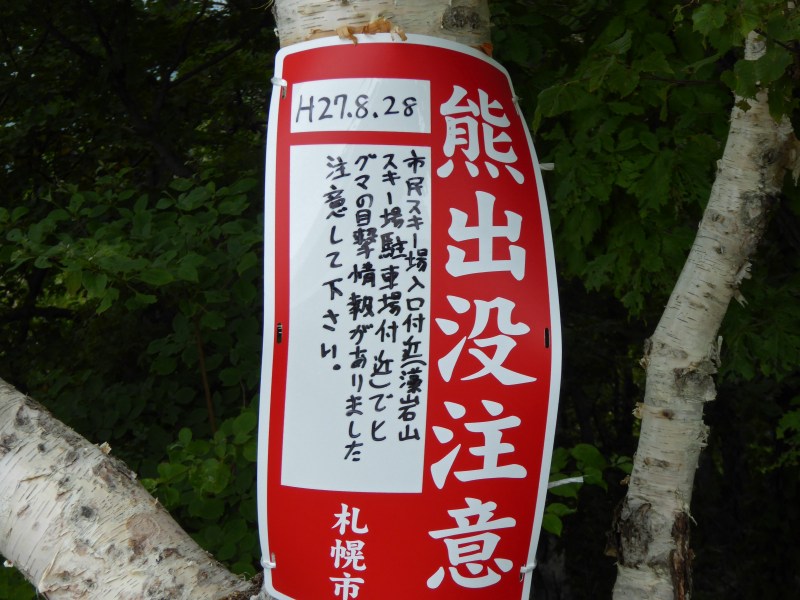 熊出没注意
H27.8.28
市民スキー場入口付近(藻岩山
スキー場駐車場付近)でヒ
グマの目撃情報がありました
注意して下さい。
札幌市